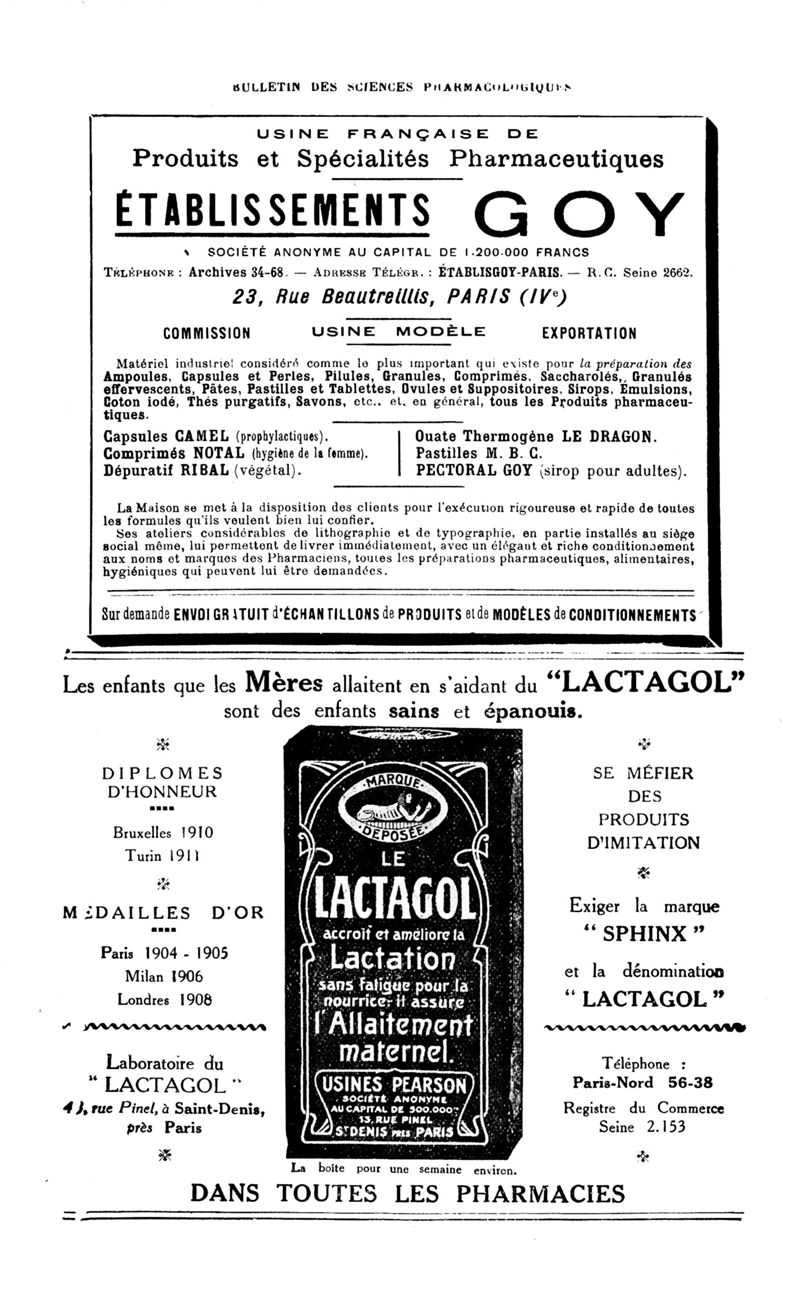 BULLETIN DES SCIENCES PHARMACOLOGIQUES
USINE FRANÇAISE DE
Produits et Spécialités Pharmaceutiques
ÉTABLISSEMENTS GOY
SOCIÉTÉ ANONYME AU CAPITAL DE 1.200.000 FRANCS
TÉLÉPHONE : Archives 34-68. — ADRESSE TÉLÉGR. : ÉTABLISGOY-PARIS. — R.C. Seine 2662.
23, Rue Beautreillis, PARIS (IVe)
COMMISSION USINE MODÈLE EXPORTATION
Matériel industriel considéré comme le plus important qui existe pour la préparation des
Ampoules, Capsules et Perles, Pilules, Granules, Comprimés, Saccharolés, Granulés
effervescents, Pâtes, Pastilles et Tablettes, Ovules et Suppositoires, Sirops, Émulsions,
Coton iodé, Thés purgatifs, Savons, etc.. et, en général, tous les Produits pharmaceu-
tiques.
Capsules CAMEL (prophylactiques).
Comprimés NOTAL (hygiène de la femme).
Dépuratif RIBAL (végétal).
Ouate Thermogène LE DRAGON.
Pastilles M. B. C.
PECTORAL GOY (sirop pour adultes).
La Maison se met à la disposition des clients pour l'exécution rigoureuse et rapide de toutes
les formules qu'ils veulent bien lui confier.
Ses ateliers considérables de lithographie et de typographie, en partie installés au siège
social même, lui permettent de livrer immédiatement, avec un élégant et riche conditionnement
aux noms et marques des Pharmaciens, toutes les préparations pharmaceutiques, alimentaires,
hygiéniques qui peuvent lui être demandées.
Sur demande ENVOI GRATUIT d'ÉCHANTILLONS de PRODUITS et de MODÈLES de CONDITIONNEMENTS
Les enfants que les Mères allaitent en s'aidant du "LACTAGOL"
sont des enfants sains et épanouis.
DIPLOMES
D'HONNEUR
Bruxelles 1910
Turin 1911
MÉDAILLES D'OR
Paris 1904 - 1905
Milan 1906
Londres 1908
Laboratoire du
"LACTAGOL"
rue Pinel, à Saint-Denis,
près Paris
MARQUE
DÉPOSÉE
LE
LACTAGOL
accroît et améliore la
Lactation
sans fatigue pour la
nourrice; il assure
l'Allaitement
maternel.
USINES PEARSON
SOCIÉTÉ ANONYME
AU CAPITAL DE 500.000
13, RUE PINEL
ST DENIS PRÈS PARIS
La boîte pour une semaine environ.
SE MÉFIER
DES
PRODUITS
D'IMITATION
Exiger la marque
"SPHINX"
et la dénomination
"LACTAGOL"
Téléphone :
Paris-Nord 56-38
Registre du Commerce
Seine 2.153
DANS TOUTES LES PHARMACIES